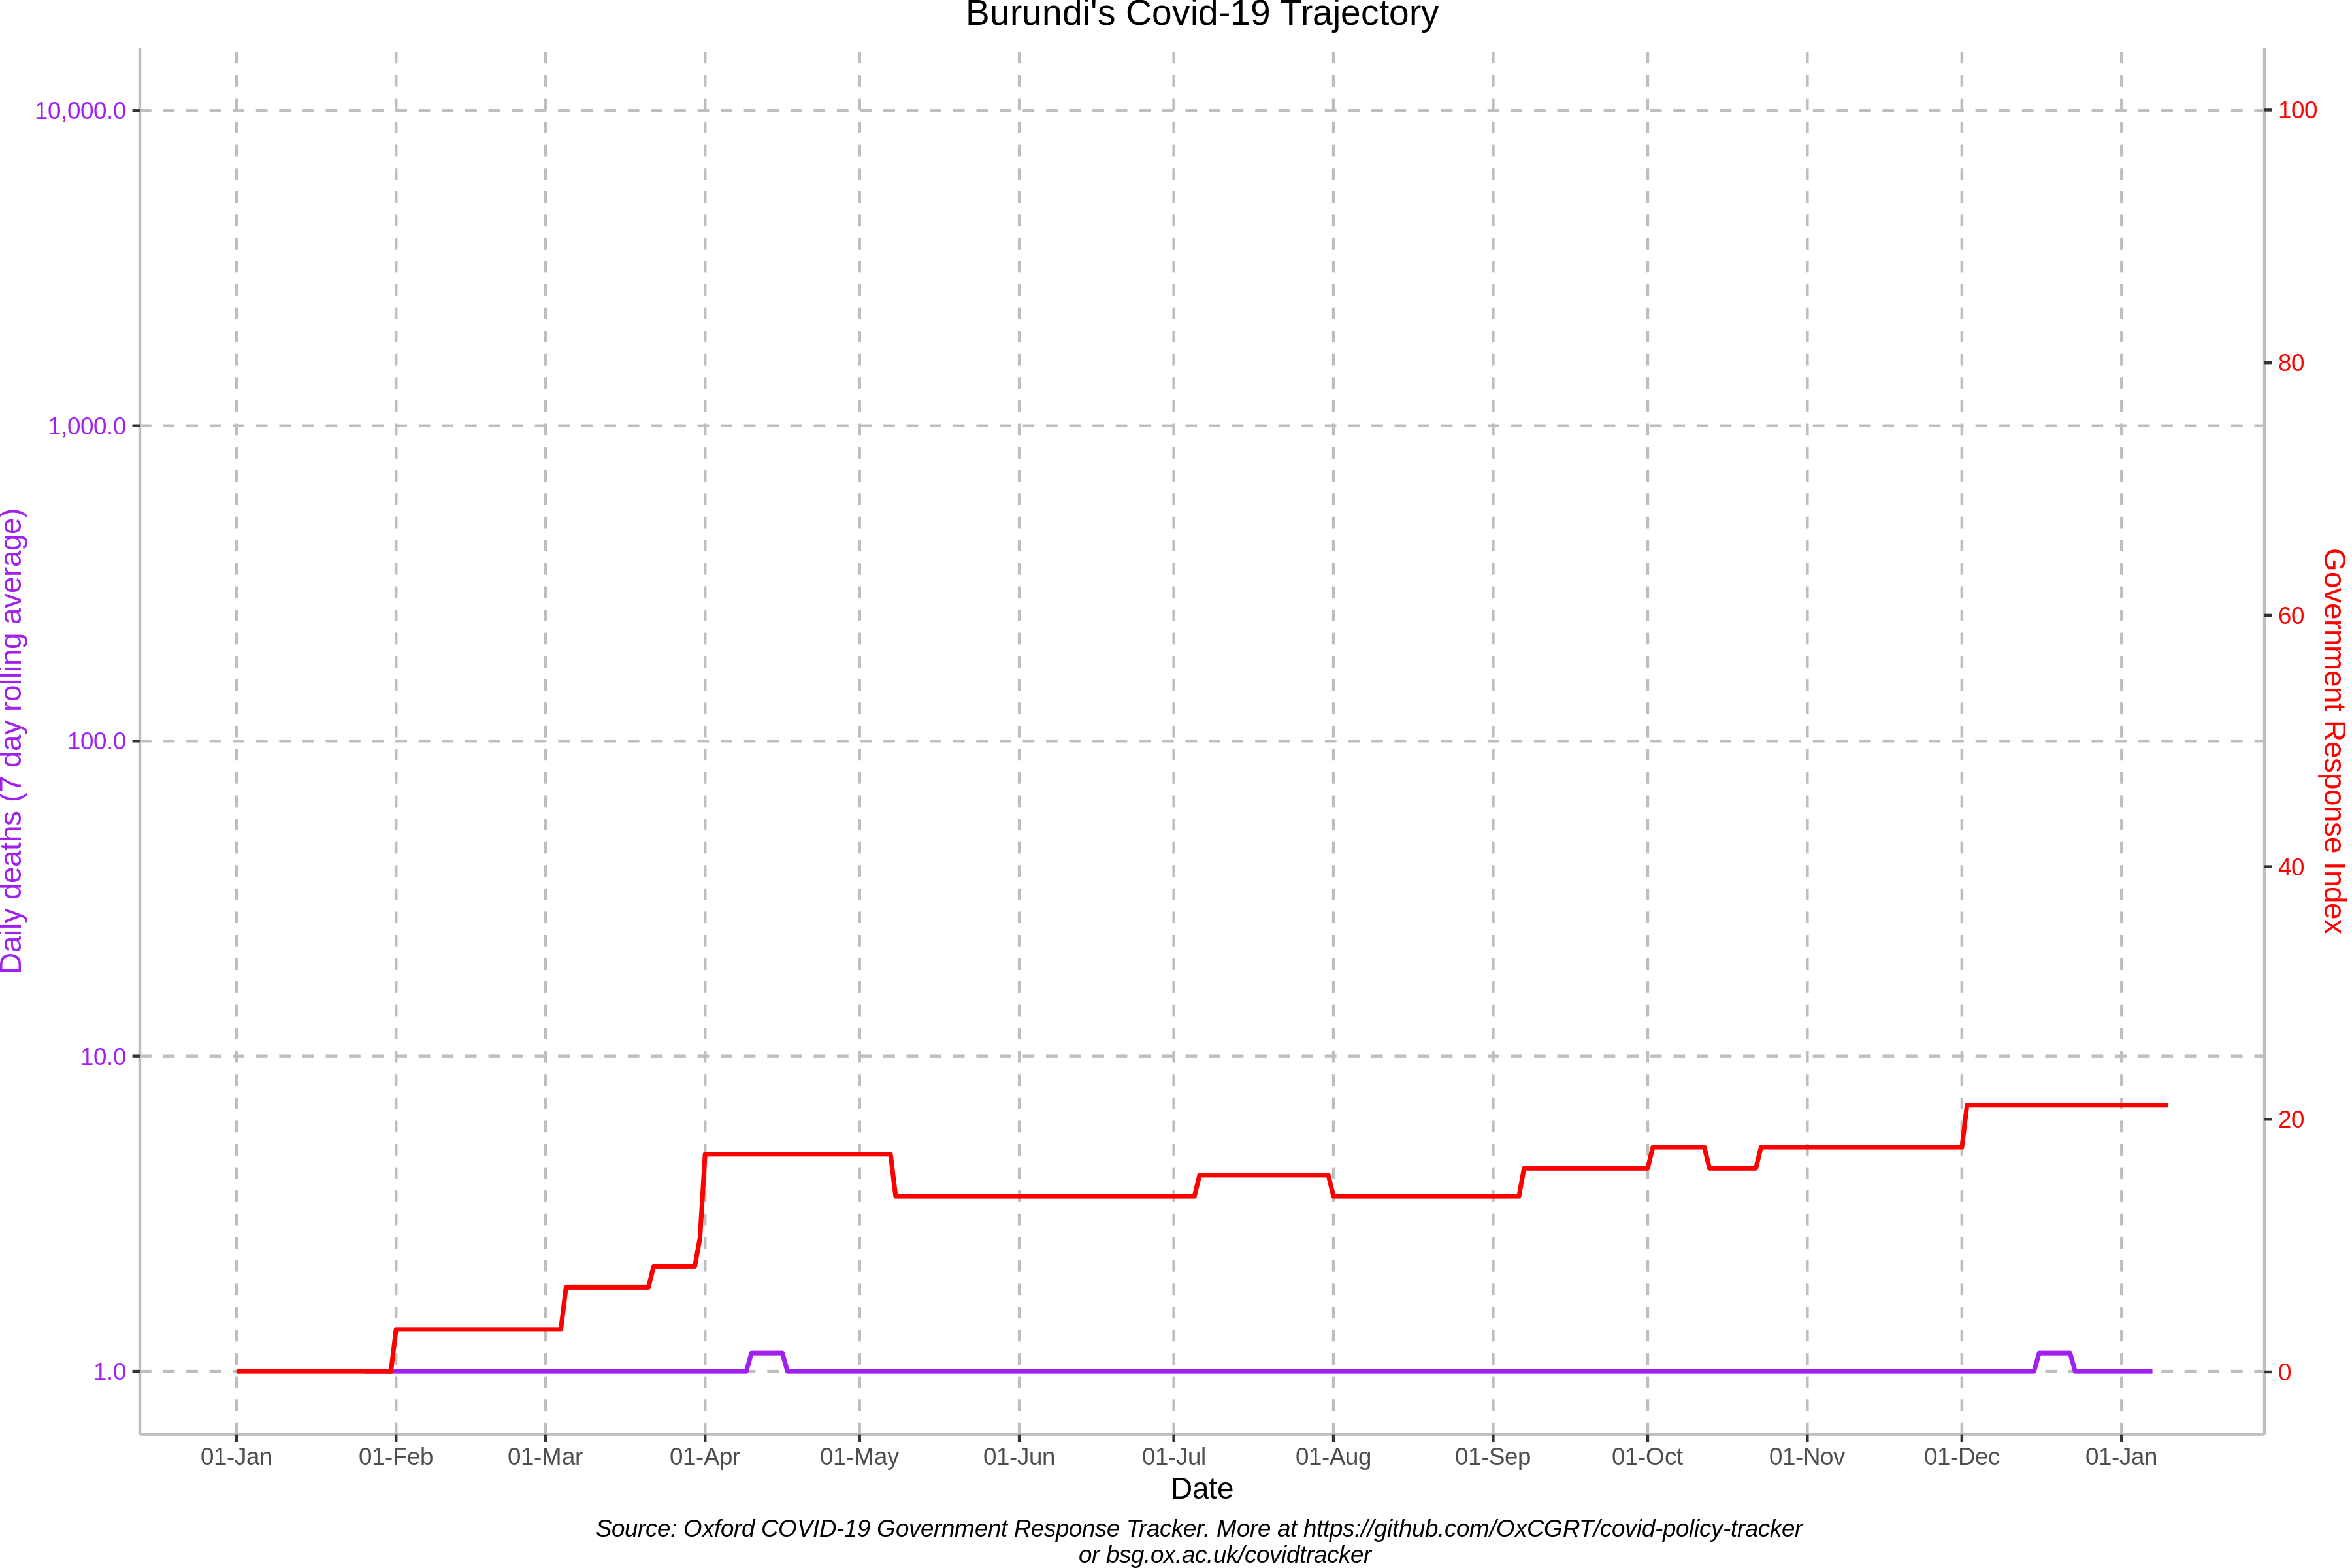 Burundi's Covid-19 Trajectory
10,000.0
1,000.0
100.0
10.0
1.0
Daily deaths (7 day rolling average)
100
80
60
40
20
0
Government Response Index
01-Jan 01-Feb 01-Mar 01-Apr 01-May 01-Jun 01-Jul 01-Aug 01-Sep 01-Oct 01-Nov 01-Dec 01-Jan
Date
Source: Oxford COVID-19 Government Response Tracker. More at https://github.com/OxCGRT/covid-policy-tracker
or bsg.ox.ac.uk/covidtracker